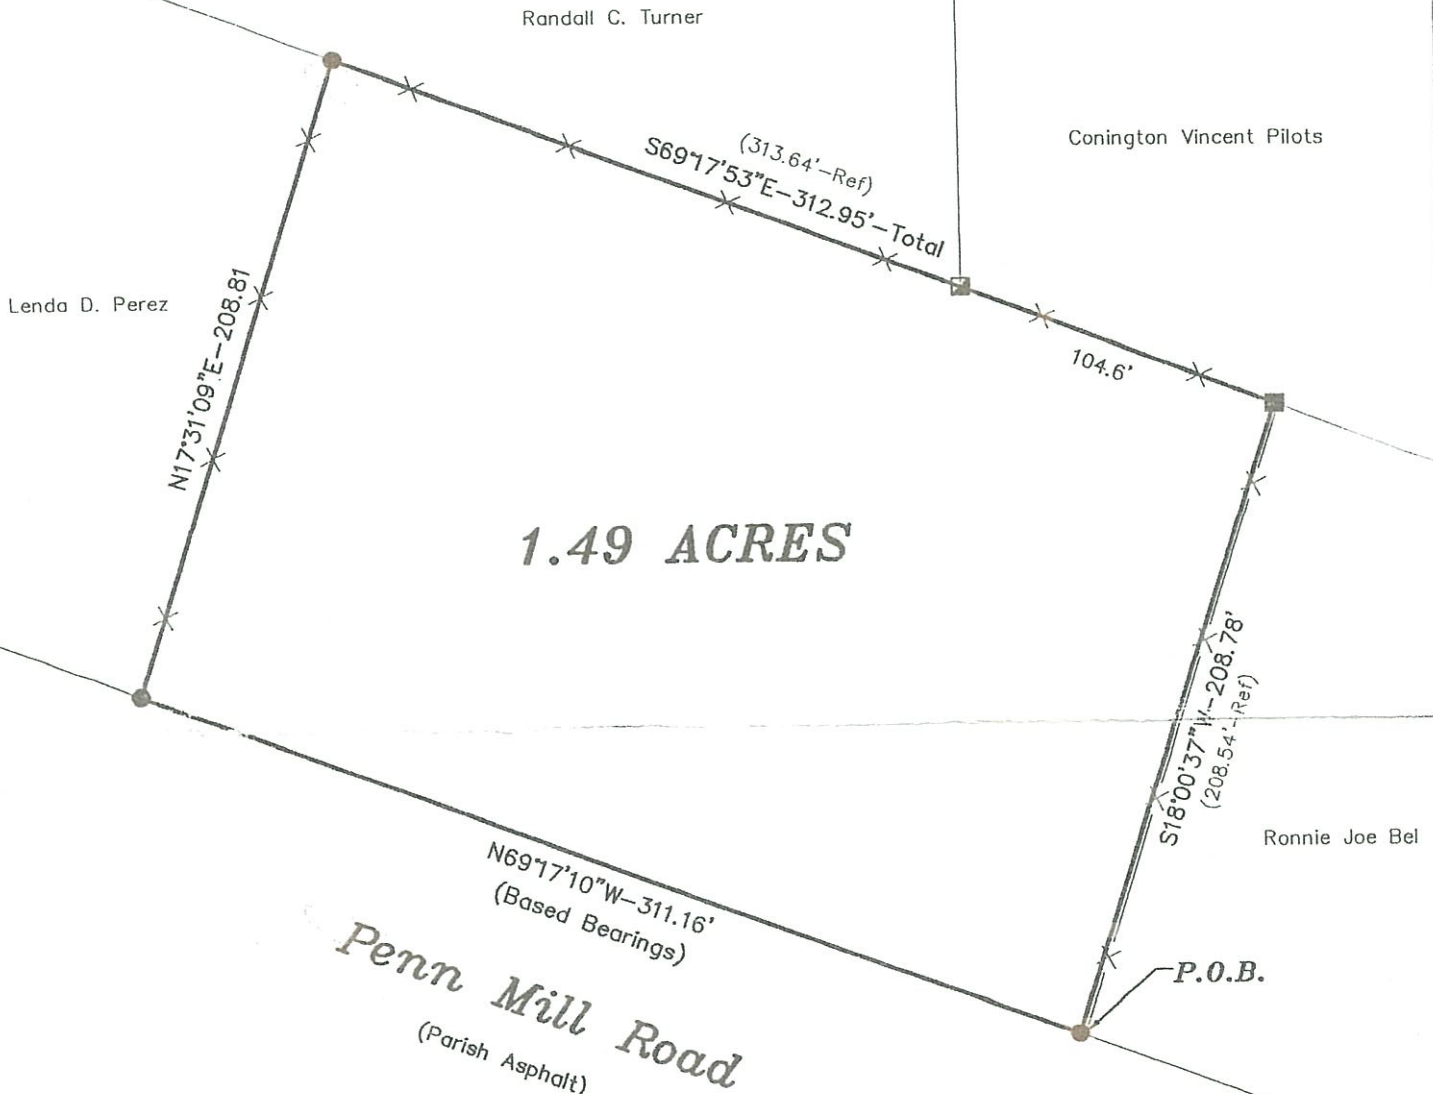 Randall C. Turner
Conington Vincent Pilots
(313.64'-Ref)
S69°17'53"E-312.95'-Total
104.6'
Lenda D. Perez
N17°31'09"E-208.81
1.49 ACRES
S18°00'37"W-208.78'
(208.54'-Ref)
Ronnie Joe Bel
N69°17'10"W-311.16'
(Based Bearings)
P.O.B.
Penn Mill Road
(Parish Asphalt)